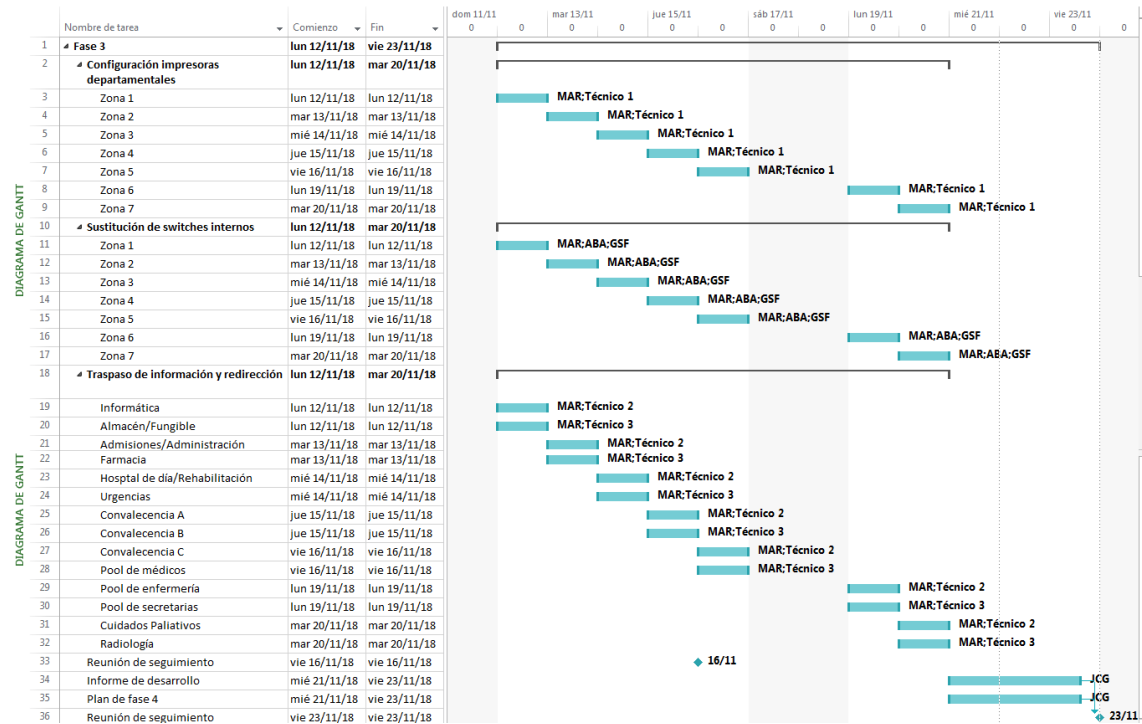 dom 11/11 mar 13/11 jue 15/11 sáb 17/11 lun 19/11 mié 21/11 vie 23/11
Nombre de tarea Comienzo Fin 0 0 0 0 0 0 0 0 0 0 0 0 0 0
1 Fase 3 lun 12/11/18 vie 23/11/18
2 Configuración impresoras lun 12/11/18 mar 20/11/18
departamentales
3 Zona 1 lun 12/11/18 lun 12/11/18 MAR;Técnico 1
4 Zona 2 mar 13/11/18 mar 13/11/18 MAR;Técnico 1
5 Zona 3 mié 14/11/18 mié 14/11/18 MAR;Técnico 1
6 Zona 4 jue 15/11/18 jue 15/11/18 MAR;Técnico 1
7 Zona 5 vie 16/11/18 vie 16/11/18 MAR;Técnico 1
8 Zona 6 lun 19/11/18 lun 19/11/18 MAR;Técnico 1
9 Zona 7 mar 20/11/18 mar 20/11/18 MAR;Técnico 1
DIAGRAMA DE GANTT
10 Sustitución de switches internos lun 12/11/18 mar 20/11/18
11 Zona 1 lun 12/11/18 lun 12/11/18 MAR;ABA;GSF
12 Zona 2 mar 13/11/18 mar 13/11/18 MAR;ABA;GSF
13 Zona 3 mié 14/11/18 mié 14/11/18 MAR;ABA;GSF
14 Zona 4 jue 15/11/18 jue 15/11/18 MAR;ABA;GSF
15 Zona 5 vie 16/11/18 vie 16/11/18 MAR;ABA;GSF
16 Zona 6 lun 19/11/18 lun 19/11/18 MAR;ABA;GSF
17 Zona 7 mar 20/11/18 mar 20/11/18 MAR;ABA;GSF
18 Traspaso de información y redirección lun 12/11/18 mar 20/11/18
19 Informática lun 12/11/18 lun 12/11/18 MAR;Técnico 2
20 Almacén/Fungible lun 12/11/18 lun 12/11/18 MAR;Técnico 3
21 Admisiones/Administración mar 13/11/18 mar 13/11/18 MAR;Técnico 2
22 Farmacia mar 13/11/18 mar 13/11/18 MAR;Técnico 3
23 Hosptal de día/Rehabilitación mié 14/11/18 mié 14/11/18 MAR;Técnico 2
24 Urgencias mié 14/11/18 mié 14/11/18 MAR;Técnico 3
DIAGRAMA DE GANTT
25 Convalecencia A jue 15/11/18 jue 15/11/18 MAR;Técnico 2
26 Convalecencia B jue 15/11/18 jue 15/11/18 MAR;Técnico 3
27 Convalecencia C vie 16/11/18 vie 16/11/18 MAR;Técnico 2
28 Pool de médicos vie 16/11/18 vie 16/11/18 MAR;Técnico 3
29 Pool de enfermería lun 19/11/18 lun 19/11/18 MAR;Técnico 2
30 Pool de secretarias lun 19/11/18 lun 19/11/18 MAR;Técnico 3
31 Cuidados Paliativos mar 20/11/18 mar 20/11/18 MAR;Técnico 2
32 Radiología mar 20/11/18 mar 20/11/18 MAR;Técnico 3
33 Reunión de seguimiento vie 16/11/18 vie 16/11/18 16/11
34 Informe de desarrollo mié 21/11/18 vie 23/11/18 JCG
35 Plan de fase 4 mié 21/11/18 vie 23/11/18 JCG
36 Reunión de seguimiento vie 23/11/18 vie 23/11/18 23/11